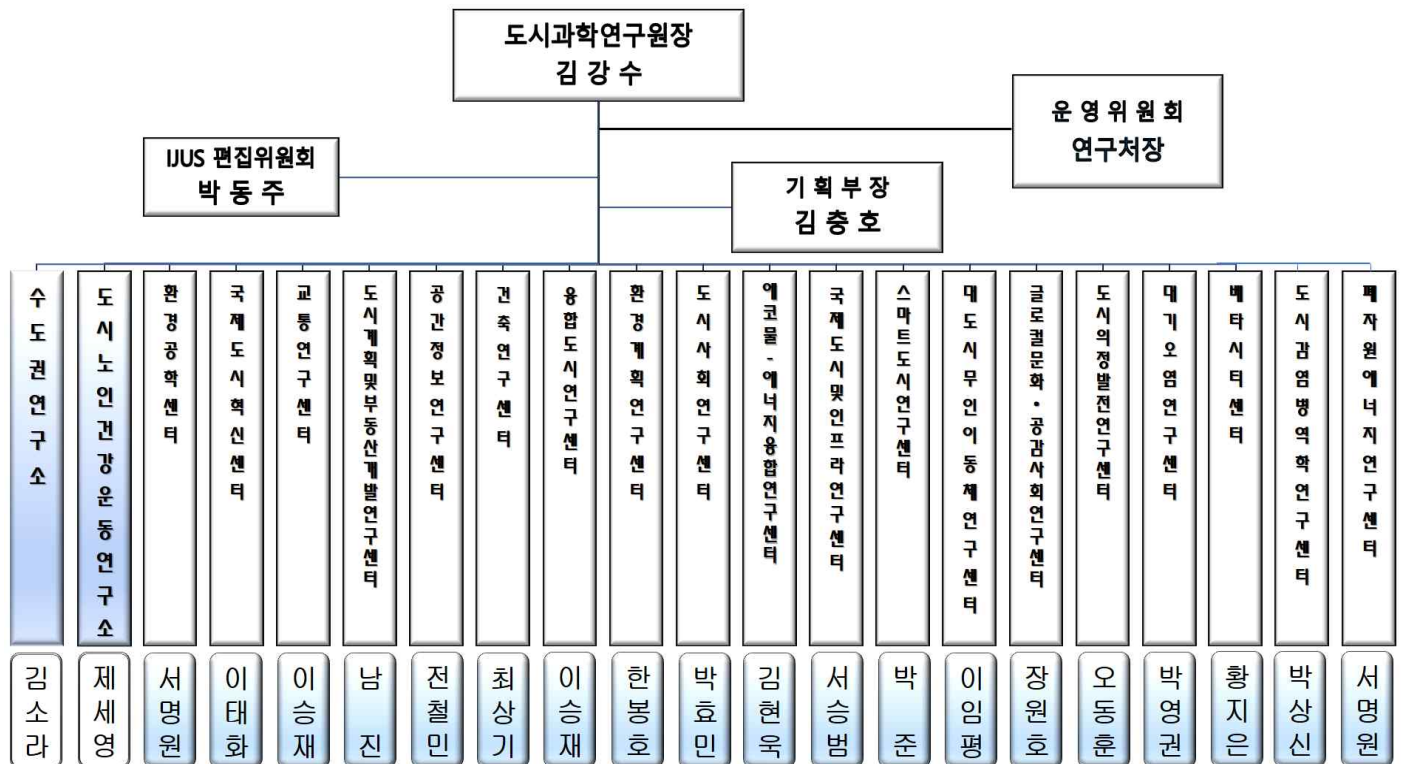 도시과학연구원장
김 강 수
운 영 위 원 회
연구처장
IJUS 편집위원회
박 동 주
기 획 부 장
김 충 호
수도권연구소
도시노인건강운동연구소
환경공학센터
국제도시혁신센터
교통연구센터
도시계획및부동산개발연구센터
공간정보연구센터
건축연구센터
융합도시연구센터
환경계획연구센터
도시사회연구센터
에코물-에너지융합연구센터
국제도시및인프라연구센터
스마트도시연구센터
대도시무인이동체연구센터
글로컬문화·공감사회연구센터
도시의정발전연구센터
대기오염연구센터
베타시티센터
도시감염병역학연구센터
폐자원에너지연구센터
김소라
제세영
서명원
이태화
이승재
남 진
전철민
최상기
이승재
한봉호
박효민
김현욱
서승범
박 준
이임평
장원호
오동훈
박영권
황지은
박상신
서명원